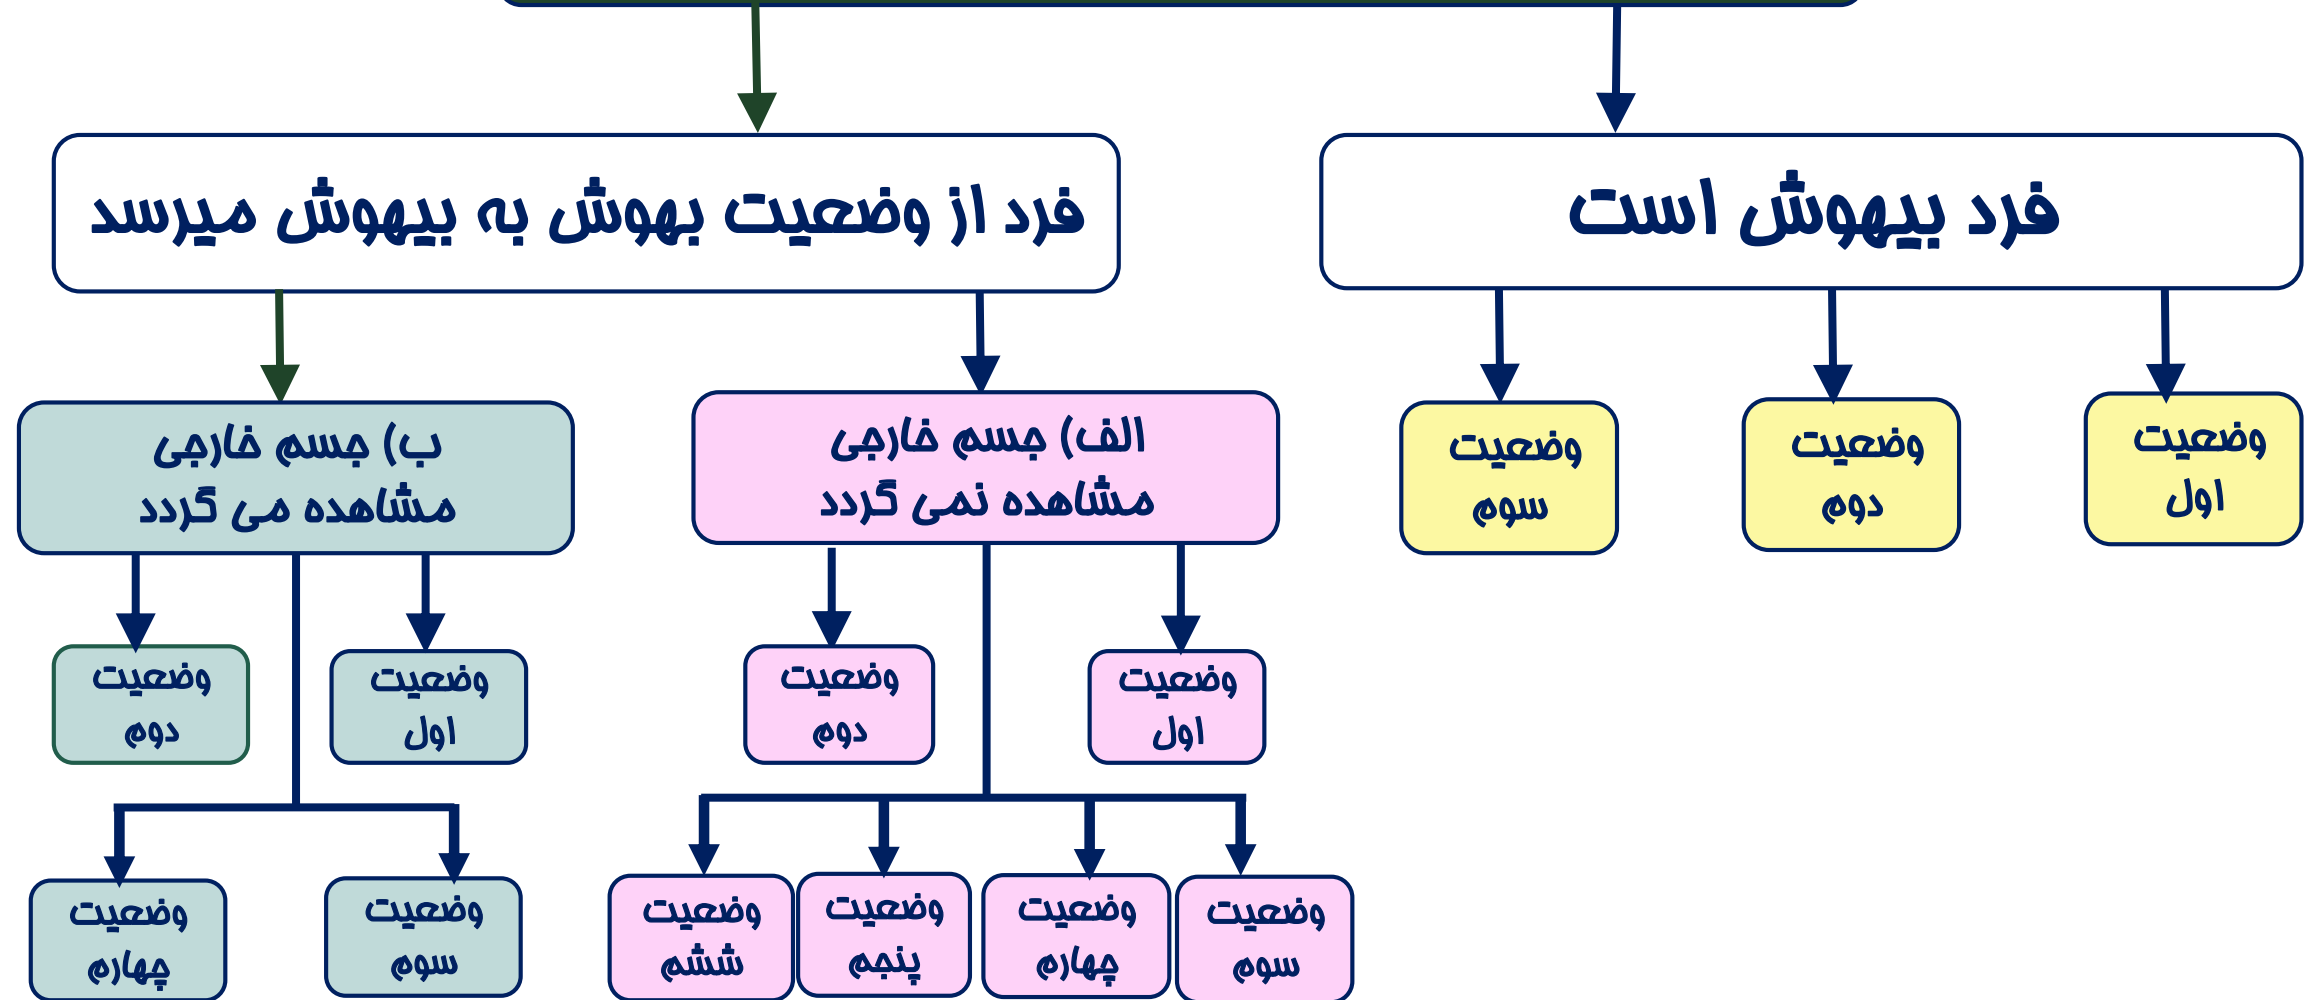 فرد بیهوش است
فرد از وضعیت بهوش به بیهوش میرسد
وضعیت
اول
وضعیت
دوم
وضعیت
سوم
الف) جسم خارجی
مشاهده نمی گردد
ب) جسم خارجی
مشاهده می گردد
وضعیت
اول
وضعیت
دوم
وضعیت
اول
وضعیت
دوم
وضعیت
سوم
وضعیت
چهارم
وضعیت
پنجم
وضعیت
ششم
وضعیت
سوم
وضعیت
چهارم